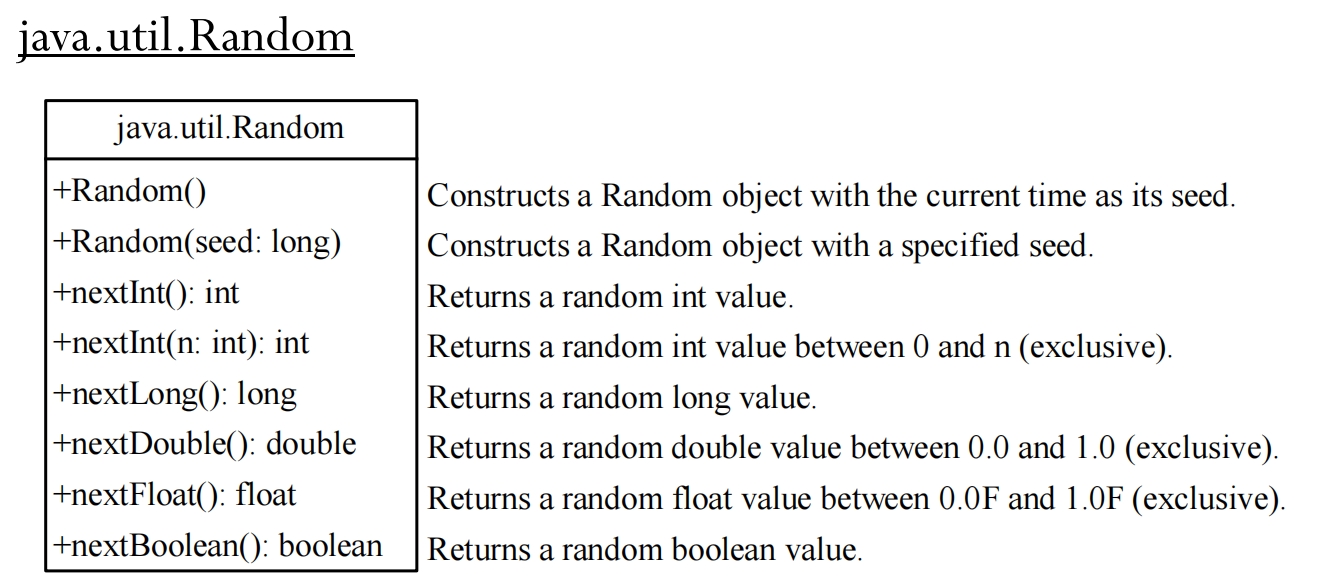 java.util.Random
java.util.Random
+Random()
Constructs a Random object with the current time as its seed.
+Random(seed: long)
Constructs a Random object with a specified seed.
+nextInt(): int
Returns a random int value.
+nextInt(n: int): int
Returns a random int value between 0 and n (exclusive).
+nextLong(): long
Returns a random long value.
+nextDouble(): double
Returns a random double value between 0.0 and 1.0 (exclusive).
+nextFloat(): float
Returns a random float value between 0.0F and 1.0F (exclusive).
+nextBoolean(): boolean
Returns a random boolean value.